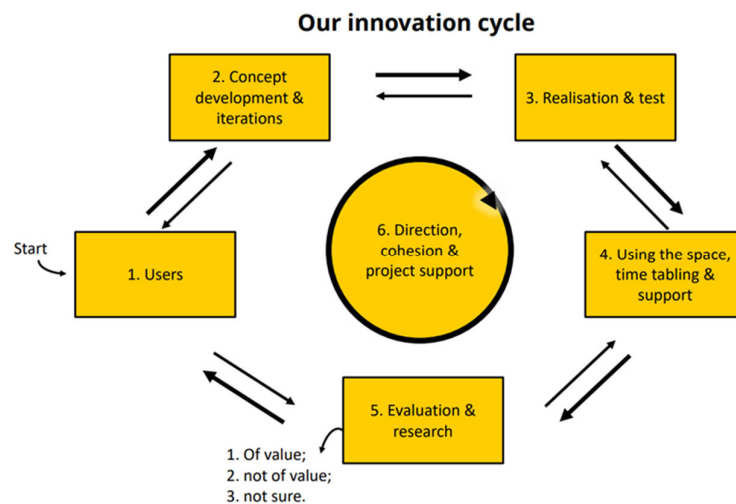 Our innovation cycle
2. Concept
development &
iterations
3. Realisation & test
Start
1. Users
6. Direction,
cohesion &
project support
4. Using the space,
time tabling &
support
5. Evaluation &
research
1. Of value;
2. not of value;
3. not sure.